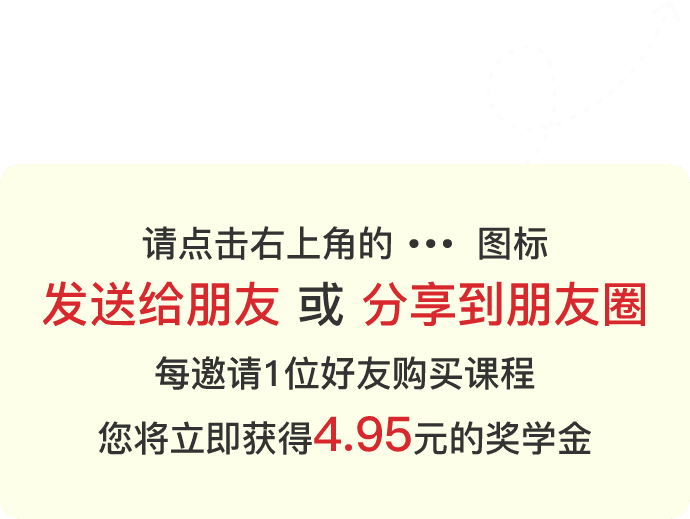 请点击右上角的 ••• 图标
发送给朋友 或 分享到朋友圈
每邀请1位好友购买课程
您将立即获得4.95元的奖学金